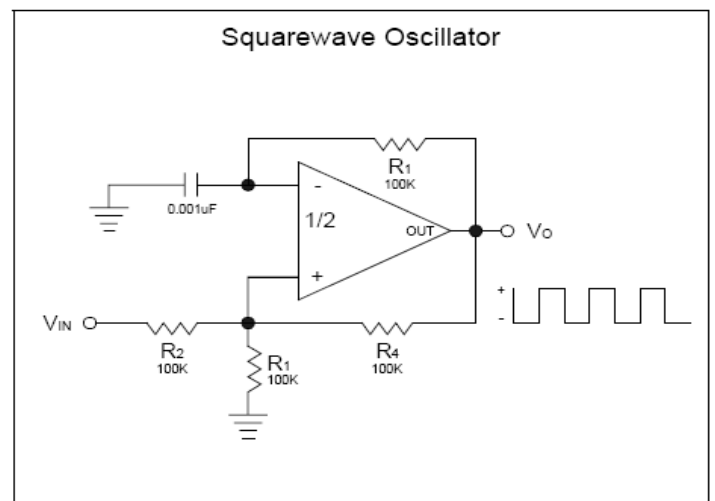 Squarewave Oscillator
R1
100K
0.001uF
-
1/2
OUT
VO
+
VIN
R2
100K
R1
100K
R4
100K
+
-